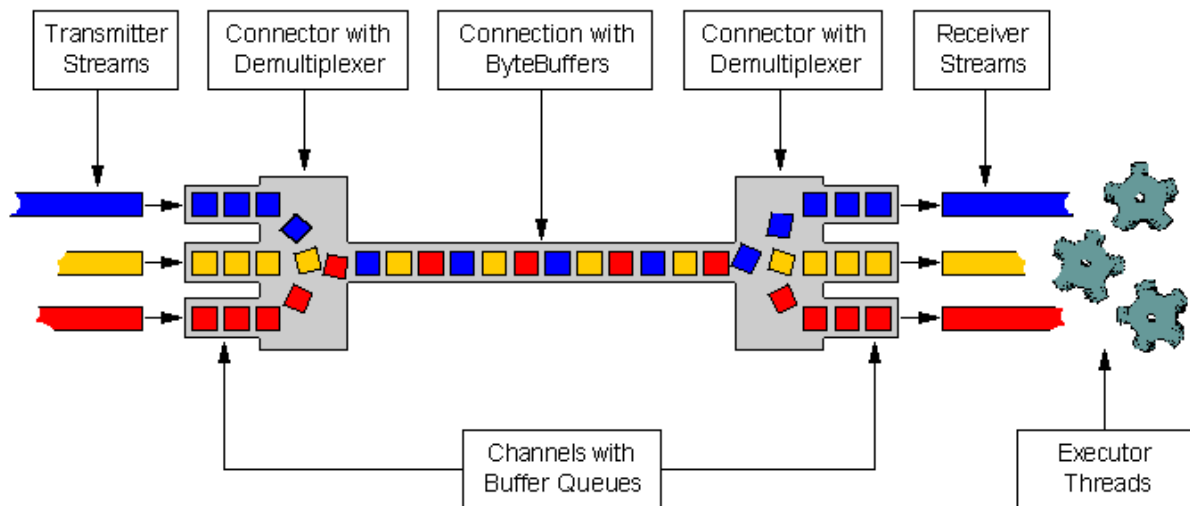 Transmitter
Streams
Connector with
Demultiplexer
Connection with
ByteBuffers
Connector with
Demultiplexer
Receiver
Streams
Channels with
Buffer Queues
Executor
Threads